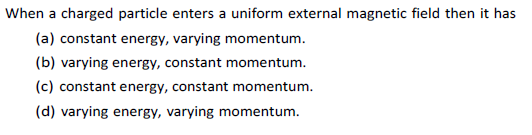 When a charged particle enters a uniform external magnetic field then it has
(a) constant energy, varying momentum.
(b) varying energy, constant momentum.
(c) constant energy, constant momentum.
(d) varying energy, varying momentum.